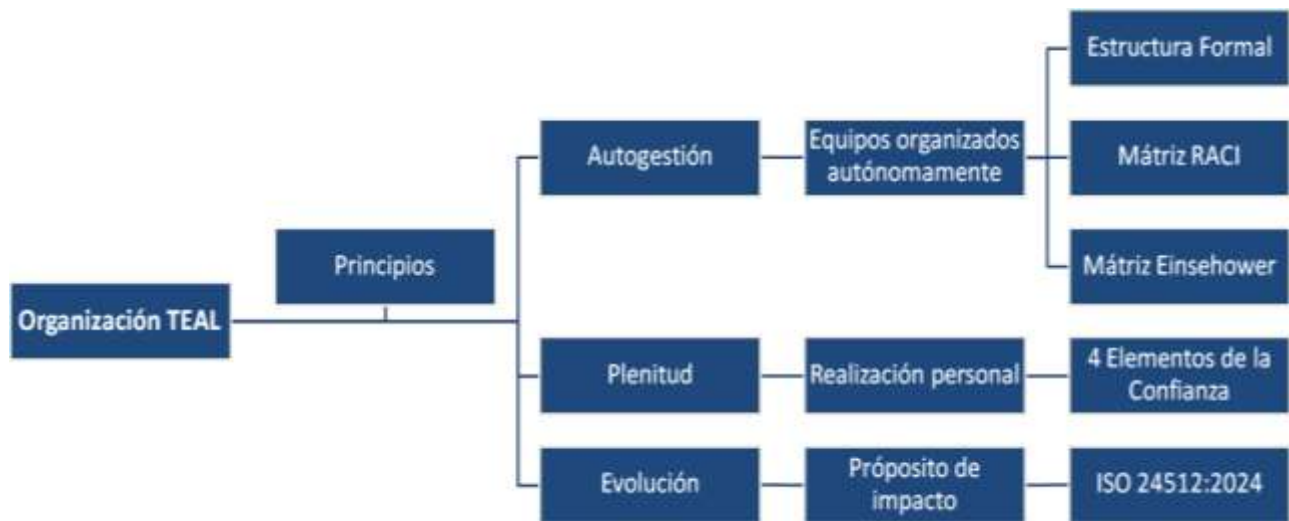 Organización TEAL
Principios
Autogestión
Equipos organizados
autónomamente
Estructura Formal
Mátriz RACI
Mátriz Einsehower
Plenitud
Realización personal
4 Elementos de la
Confianza
Evolución
Próposito de
impacto
ISO 24512:2024